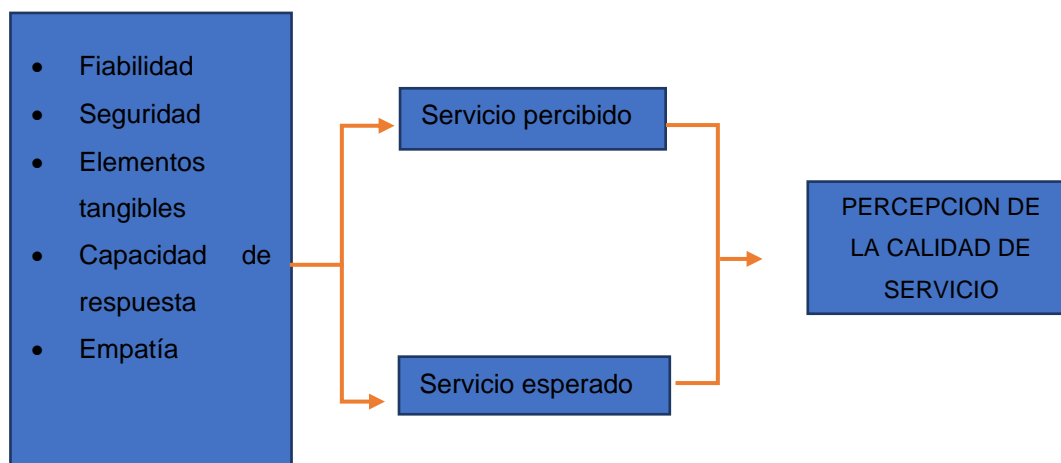 • Fiabilidad
• Seguridad
• Elementos
tangibles
• Capacidad de
respuesta
• Empatía
Servicio percibido
Servicio esperado
PERCEPCION DE
LA CALIDAD DE
SERVICIO